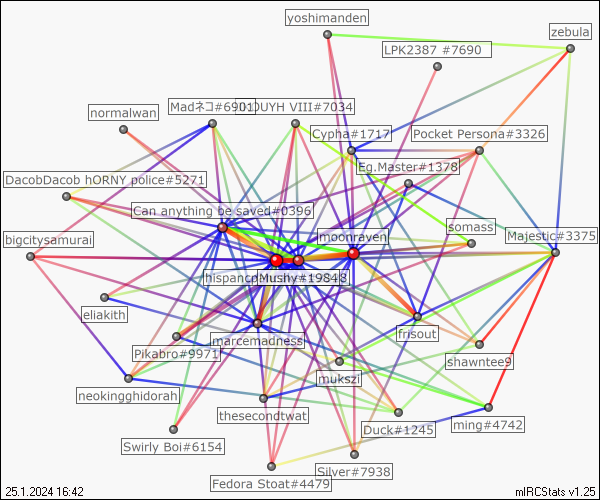 yoshimanden
zebula
LPK2387 #7690
normalwan
Madネコ#6901
VIII#7034
Cypha#1717
Pocket Persona#3326
Eg.Master#1378
DacobDacob hORNY police#5271
Can anything be saved#0396
somass
moonraven
Majestic#3375
bigcitysamurai
Mushy#1984
eliakith
frisout
marcemadness
Pikabro#9971
shawntee9
mukszi
neokingghidorah
thesecondtwat
Duck#1245
ming#4742
Swirly Boi#6154
Silver#7938
Fedora Stoat#4479
25.1.2024 16:42
mIRCStats v1.25